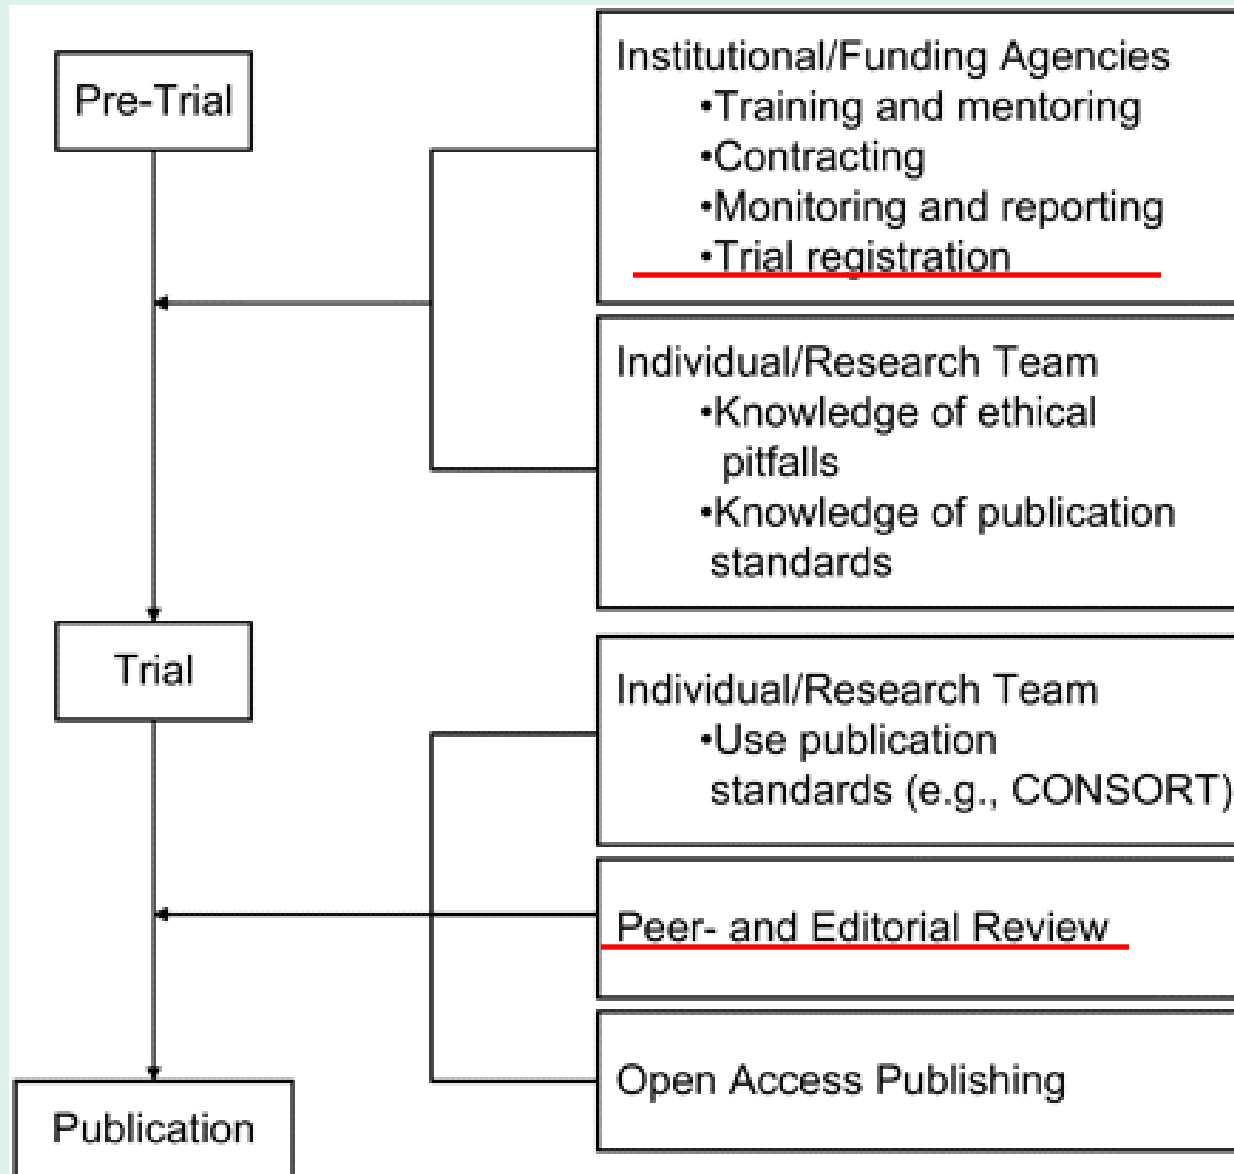 Pre-Trial
Institutional/Funding Agencies
•Training and mentoring
•Contracting
•Monitoring and reporting
•Trial registration
Individual/Research Team
•Knowledge of ethical
pitfalls
•Knowledge of publication
standards
Trial
Individual/Research Team
•Use publication
standards (e.g., CONSORT)
Peer- and Editorial Review
Open Access Publishing
Publication